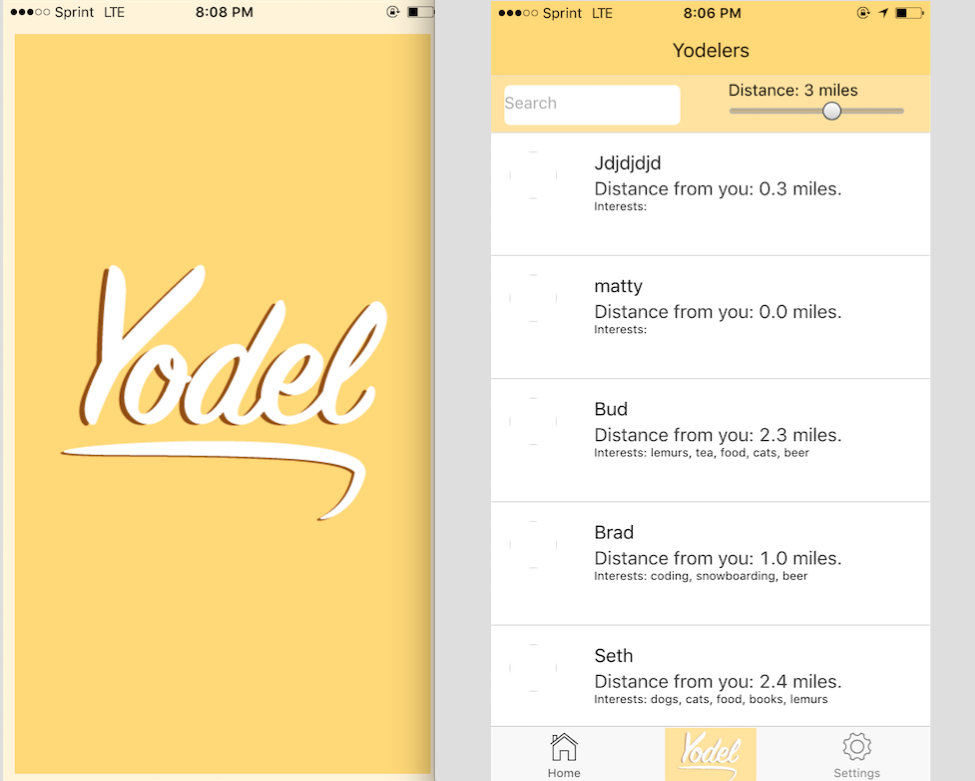 Sprint LTE 8:08 PM
Yodel
Sprint LTE 8:06 PM
Yodelers
Search
Distance: 3 miles
Jdjdjdjd
Distance from you: 0.3 miles.
Interests:
matty
Distance from you: 0.0 miles.
Interests:
Bud
Distance from you: 2.3 miles.
Interests: lemurs, tea, food, cats, beer
Brad
Distance from you: 1.0 miles.
Interests: coding, snowboarding, beer
Seth
Distance from you: 2.4 miles.
Interests: dogs, cats, food, books, lemurs
Home
Yodel
Settings